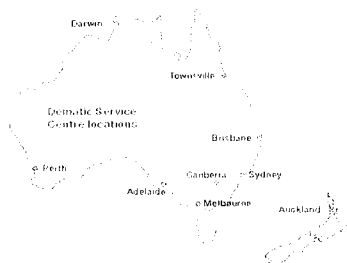 Darwin
Townsville
Dematic Service
Centre locations
Brisbane
Perth
Canberra
Sydney
Adelaide
Melbourne
Auckland